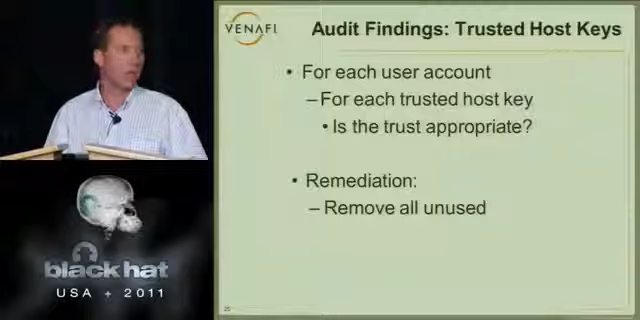 VENAFI
Audit Findings: Trusted Host Keys
• For each user account
–For each trusted host key
• Is the trust appropriate?
• Remediation:
– Remove all unused
25
black hat
USA + 2011